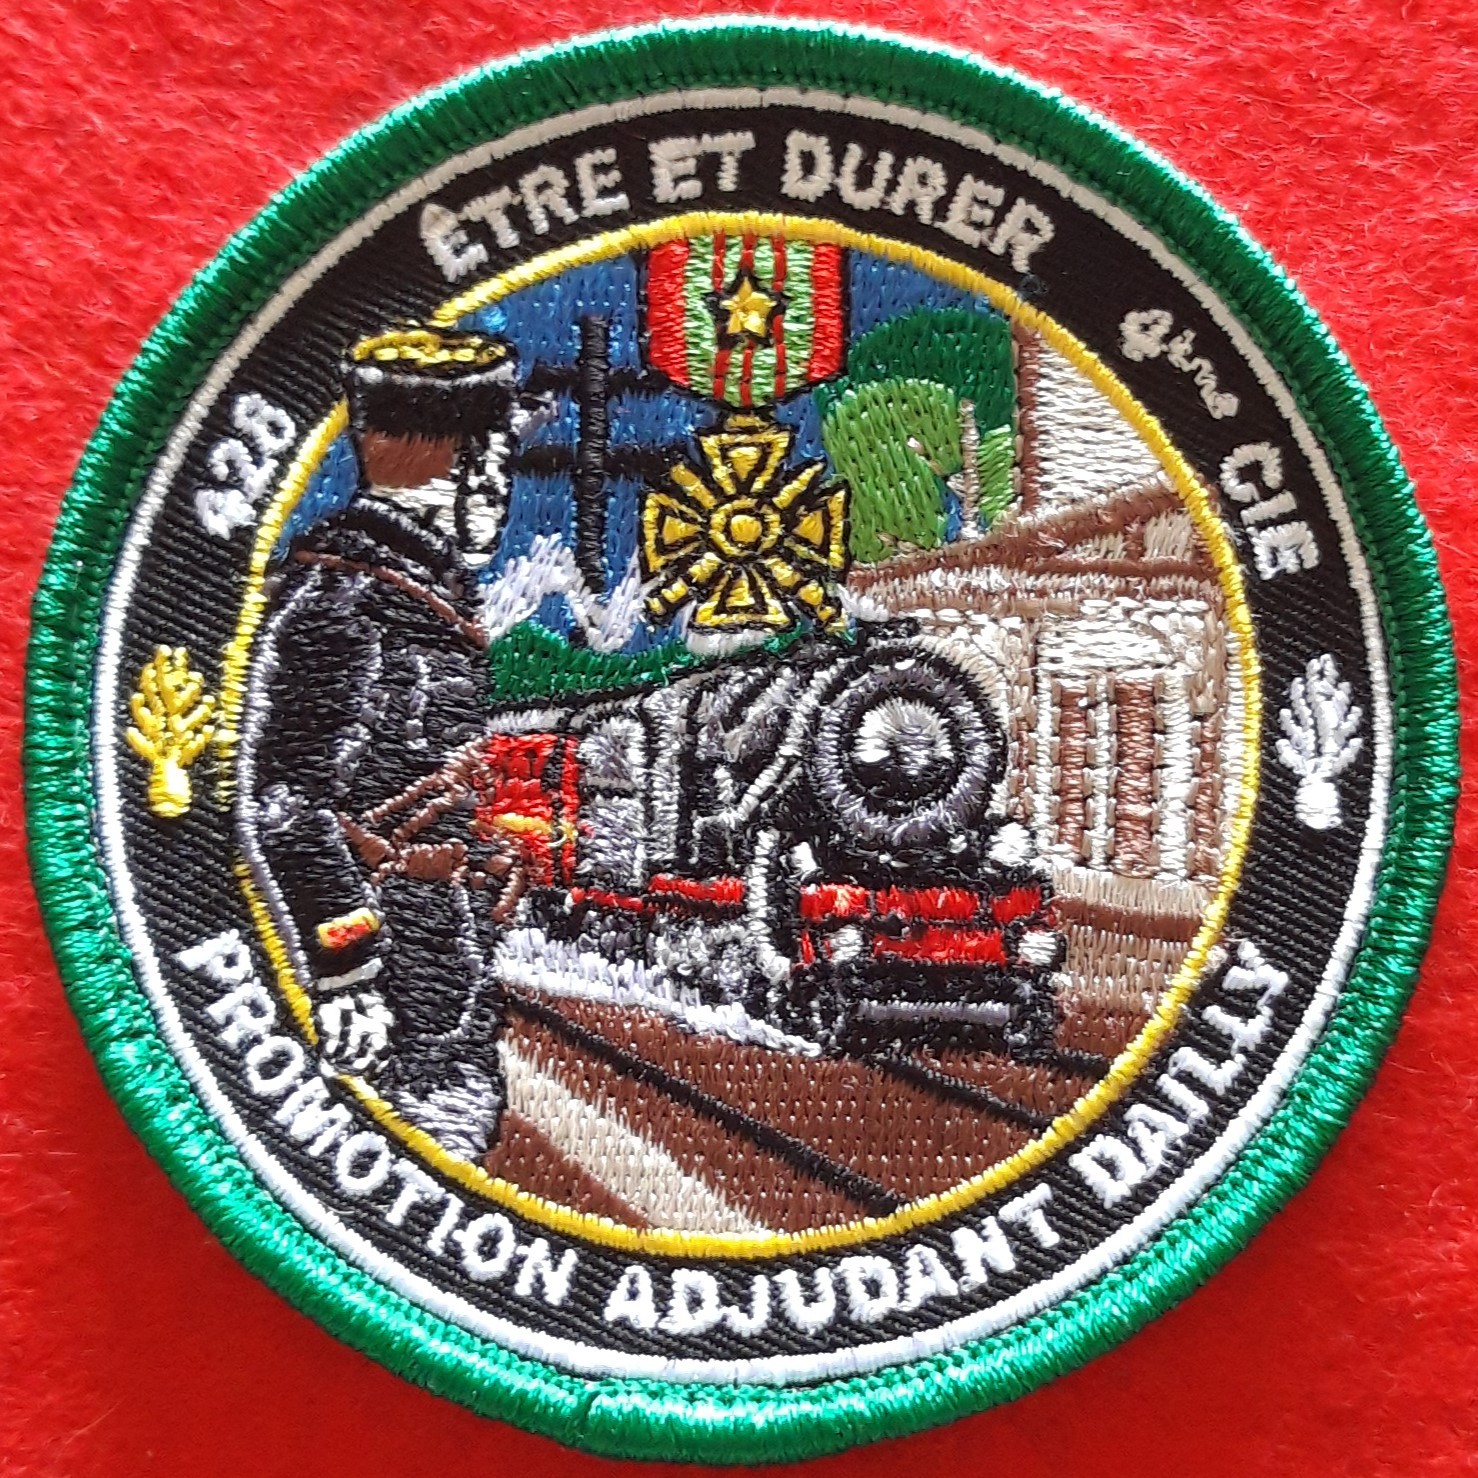 428
ÊTRE ET DURER
4ème CIE
PROMOTION ADJUDANT DAILLY